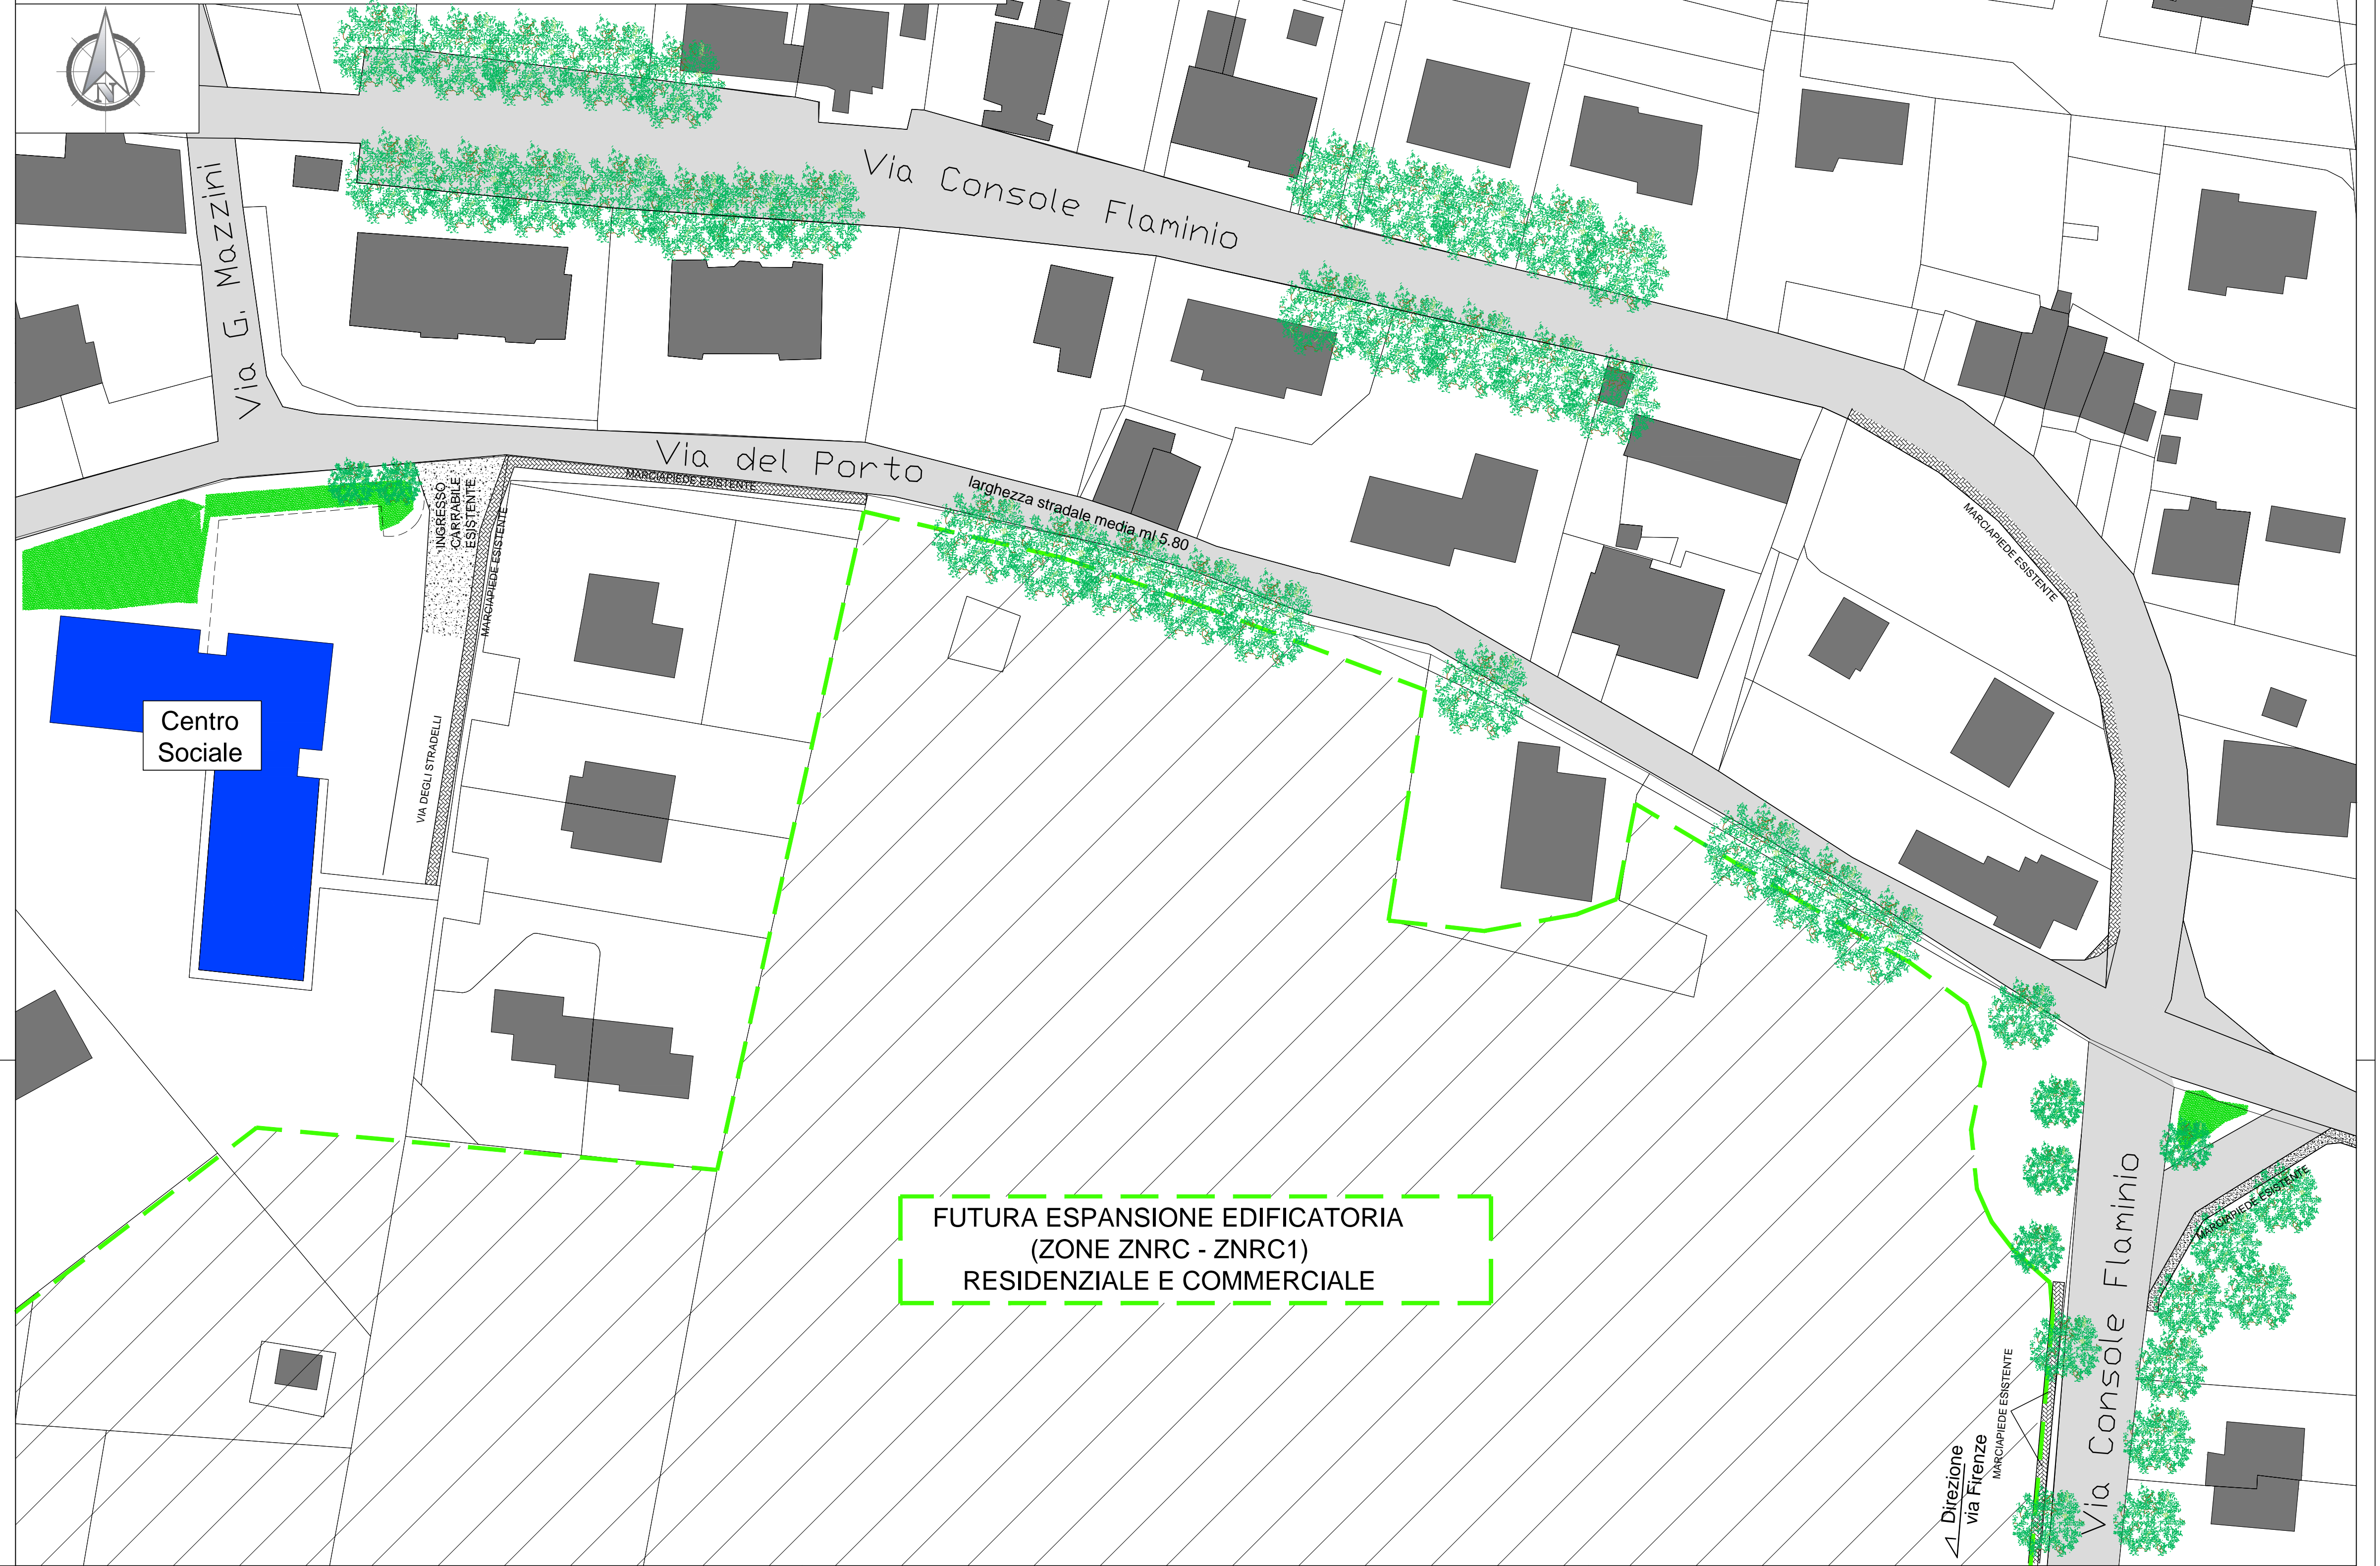 N
Via G. Mazzini
Via Console Flaminio
Via del Porto
MARCIAPIEDE ESISTENTE
larghezza stradale media ml 5.80
INGRESSO
CARRABILE
ESISTENTE
MARCIAPIEDE ESISTENTE
MARCIAPIEDE ESISTENTE
Centro
Sociale
VIA DEGLI STRADELLI
FUTURA ESPANSIONE EDIFICATORIA
(ZONE ZNRC - ZNRC1)
RESIDENZIALE E COMMERCIALE
MARCIAPIEDE ESISTENTE
Via Console Flaminio
MARCIAPIEDE ESISTENTE
Direzione
via Firenze